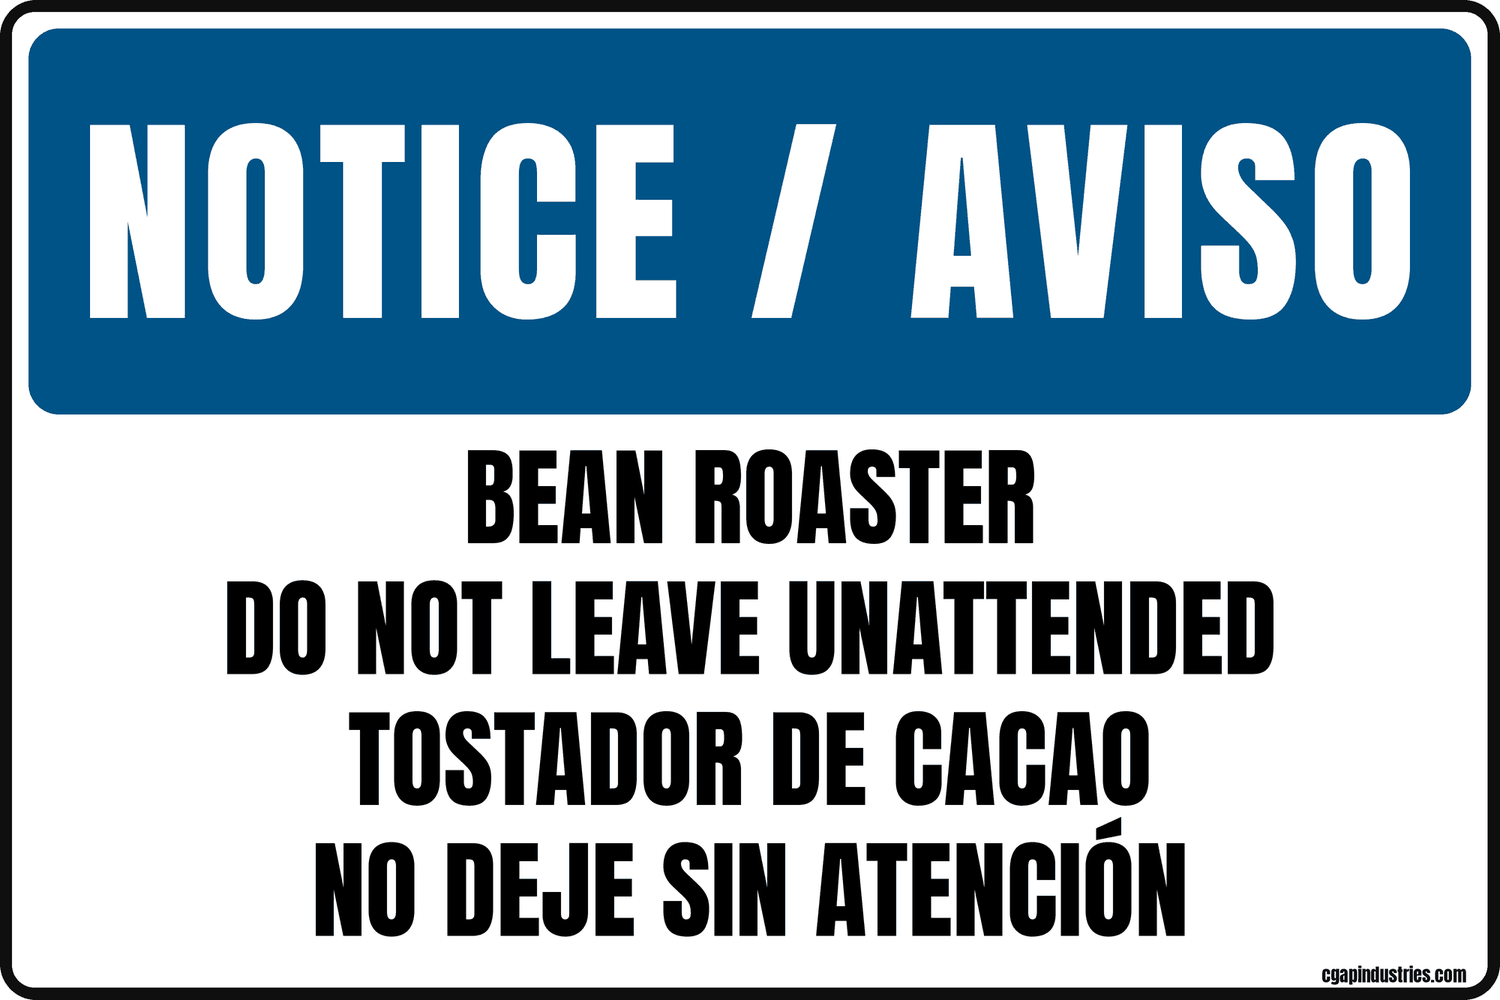 NOTICE / AVISO
BEAN ROASTER
DO NOT LEAVE UNATTENDED
TOSTADOR DE CACAO
NO DEJE SIN ATENCIÓN
cgapindustries.com